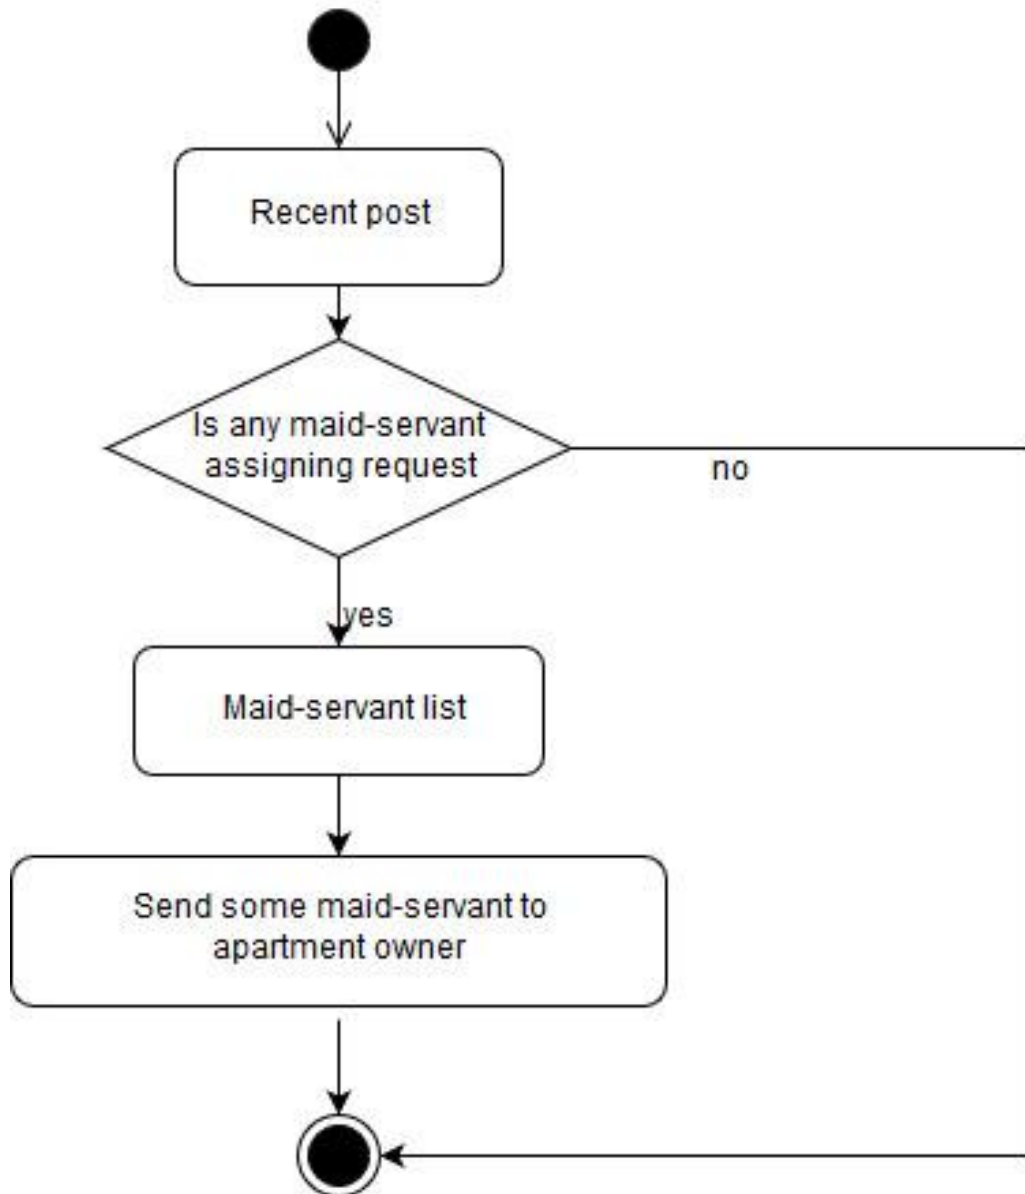 Recent post
Is any maid-servant
assigning request
no
yes
Maid-servant list
Send some maid-servant to
apartment owner